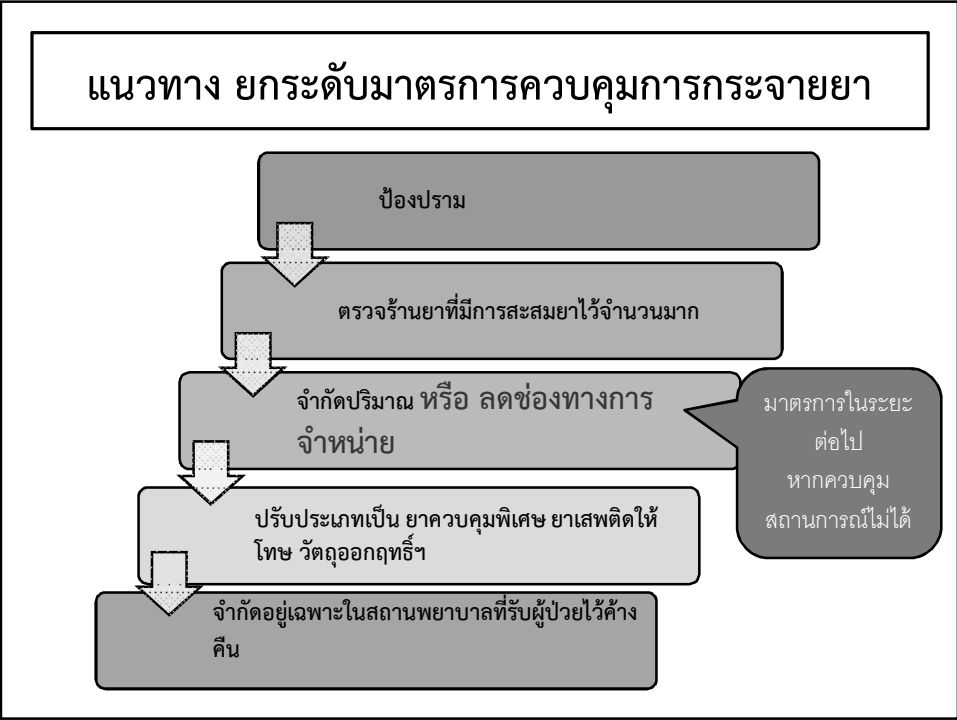 แนวทาง ยกระดับมาตรการควบคุมการกระจายยา
ป้องปราม
ตรวจร้านยาที่มีการสะสมยาไว้จำนวนมาก
จำกัดปริมาณ หรือ ลดช่องทางการ
จำหน่าย
มาตรการในระยะ
ต่อไป
หากควบคุม
สถานการณ์ไม่ได้
ปรับประเภทเป็น ยาควบคุมพิเศษ ยาเสพติดให้
โทษ วัตถุออกฤทธิ์ฯ
จำกัดอยู่เฉพาะในสถานพยาบาลที่รับผู้ป่วยไว้ค้าง
คืน